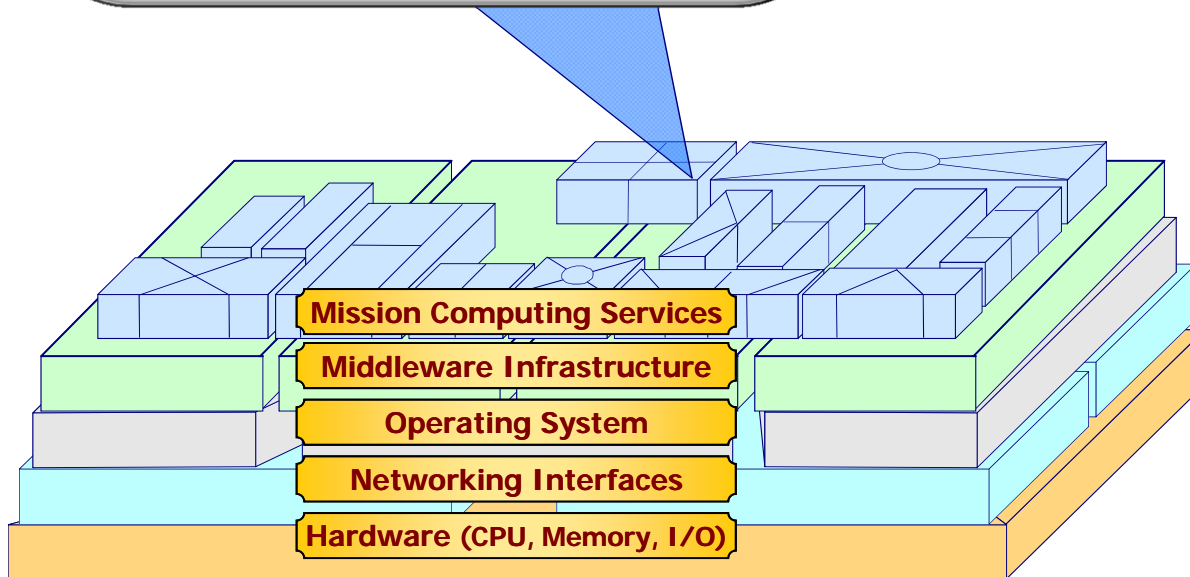 Mission Computing Services
Middleware Infrastructure
Operating System
Networking Interfaces
Hardware (CPU, Memory, I/O)